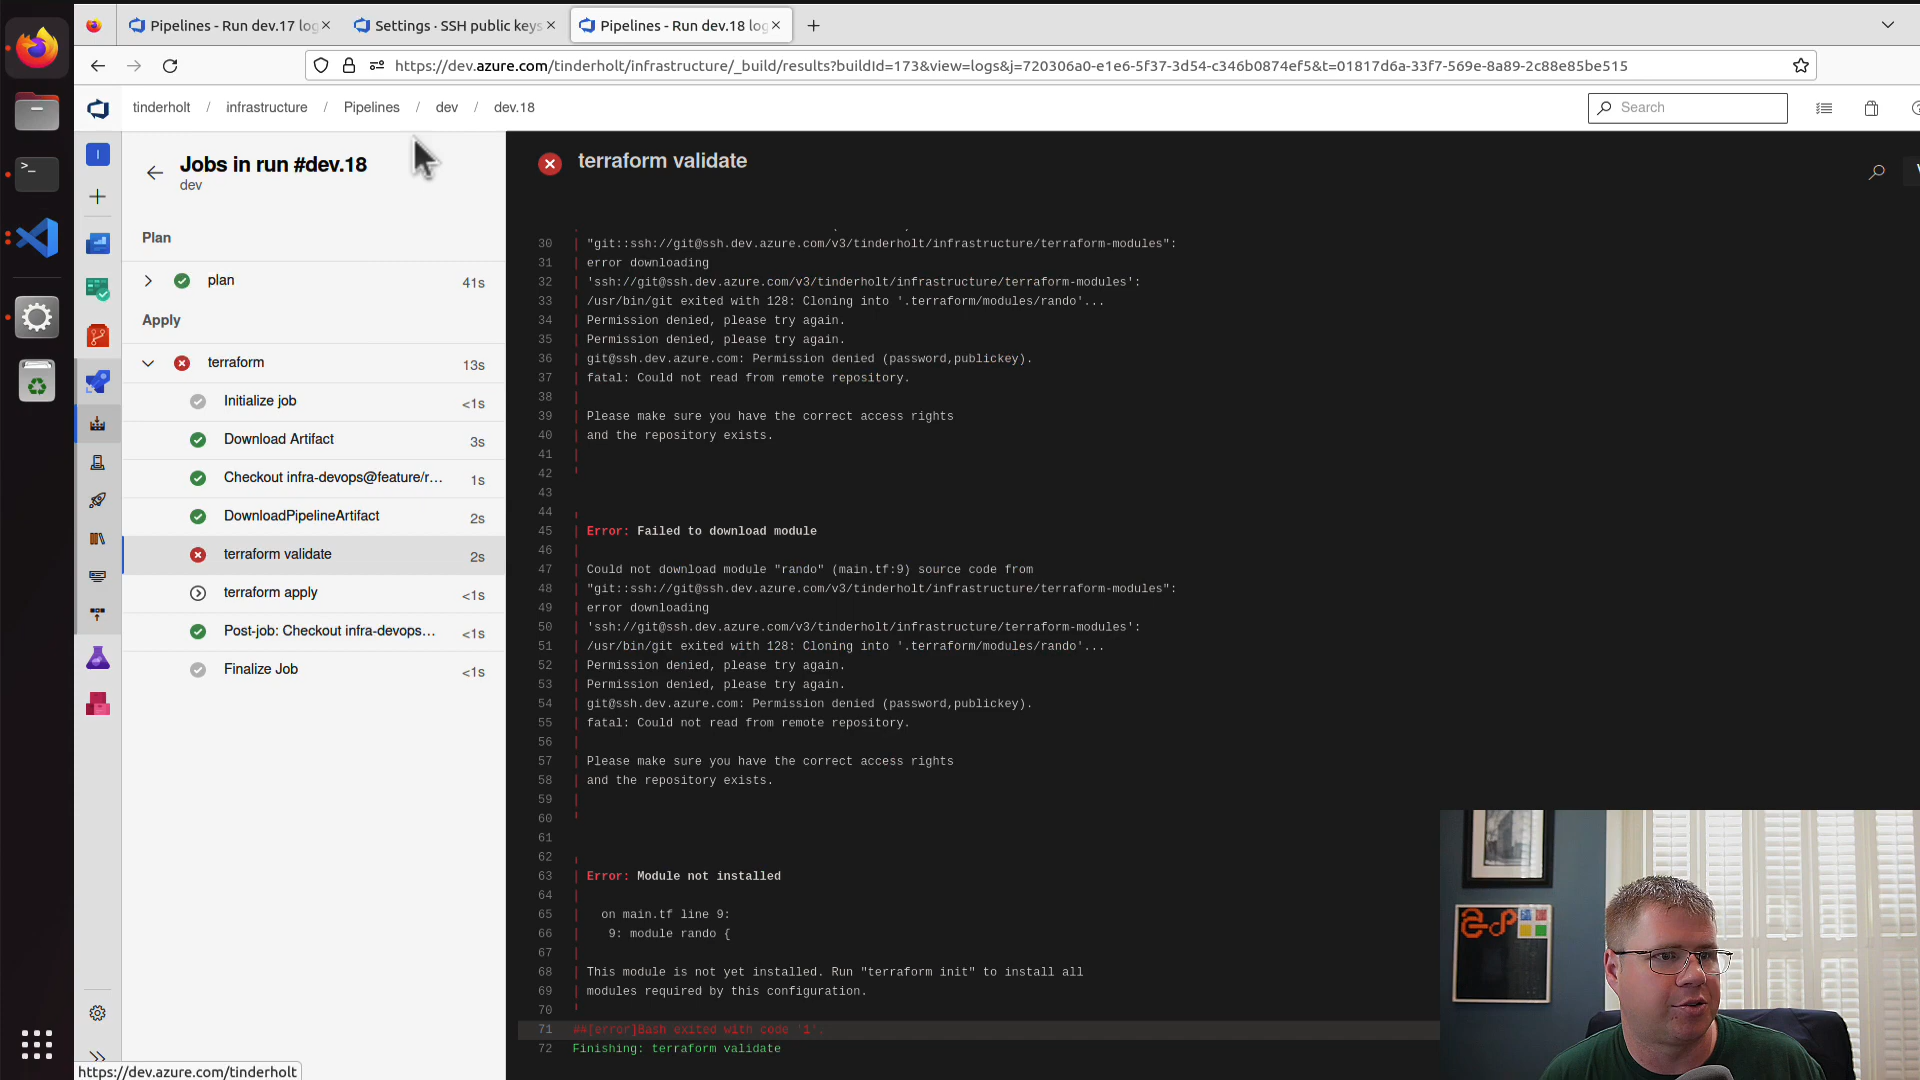 Pipelines - Run dev.17 log
Settings · SSH public keys
Pipelines - Run dev.18 log
https://dev.azure.com/tinderholt/infrastructure/_build/results?buildId=173&view=logs&j=720306a0-e1e6-5f37-3d54-c346b0874ef5&t=01817d6a-33f7-569e-8a89-2c88e85be515
tinderholt / infrastructure / Pipelines / dev / dev.18
Search
Jobs in run #dev.18
dev
Plan
plan 41s
Apply
terraform 13s
Initialize job <1s
Download Artifact 3s
Checkout infra-devops@feature/r... 1s
DownloadPipelineArtifact 2s
terraform validate 2s
terraform apply <1s
Post-job: Checkout infra-devops... <1s
Finalize Job <1s
https://dev.azure.com/tinderholt
terraform validate
30 | "git::ssh://git@ssh.dev.azure.com/v3/tinderholt/infrastructure/terraform-modules":
31 | error downloading
32 | 'ssh://git@ssh.dev.azure.com/v3/tinderholt/infrastructure/terraform-modules':
33 | /usr/bin/git exited with 128: Cloning into '.terraform/modules/rando'...
34 | Permission denied, please try again.
35 | Permission denied, please try again.
36 | git@ssh.dev.azure.com: Permission denied (password,publickey).
37 | fatal: Could not read from remote repository.
38 |
39 | Please make sure you have the correct access rights
40 | and the repository exists.
41 |
42
43
44
45 | Error: Failed to download module
46 |
47 | Could not download module "rando" (main.tf:9) source code from
48 | "git::ssh://git@ssh.dev.azure.com/v3/tinderholt/infrastructure/terraform-modules":
49 | error downloading
50 | 'ssh://git@ssh.dev.azure.com/v3/tinderholt/infrastructure/terraform-modules':
51 | /usr/bin/git exited with 128: Cloning into '.terraform/modules/rando'...
52 | Permission denied, please try again.
53 | Permission denied, please try again.
54 | git@ssh.dev.azure.com: Permission denied (password,publickey).
55 | fatal: Could not read from remote repository.
56 |
57 | Please make sure you have the correct access rights
58 | and the repository exists.
59 |
60
61
62
63 | Error: Module not installed
64 |
65 | on main.tf line 9:
66 | 9: module rando {
67 |
68 | This module is not yet installed. Run "terraform init" to install all
69 | modules required by this configuration.
70
71 ##[error]Bash exited with code '1'.
72 Finishing: terraform validate